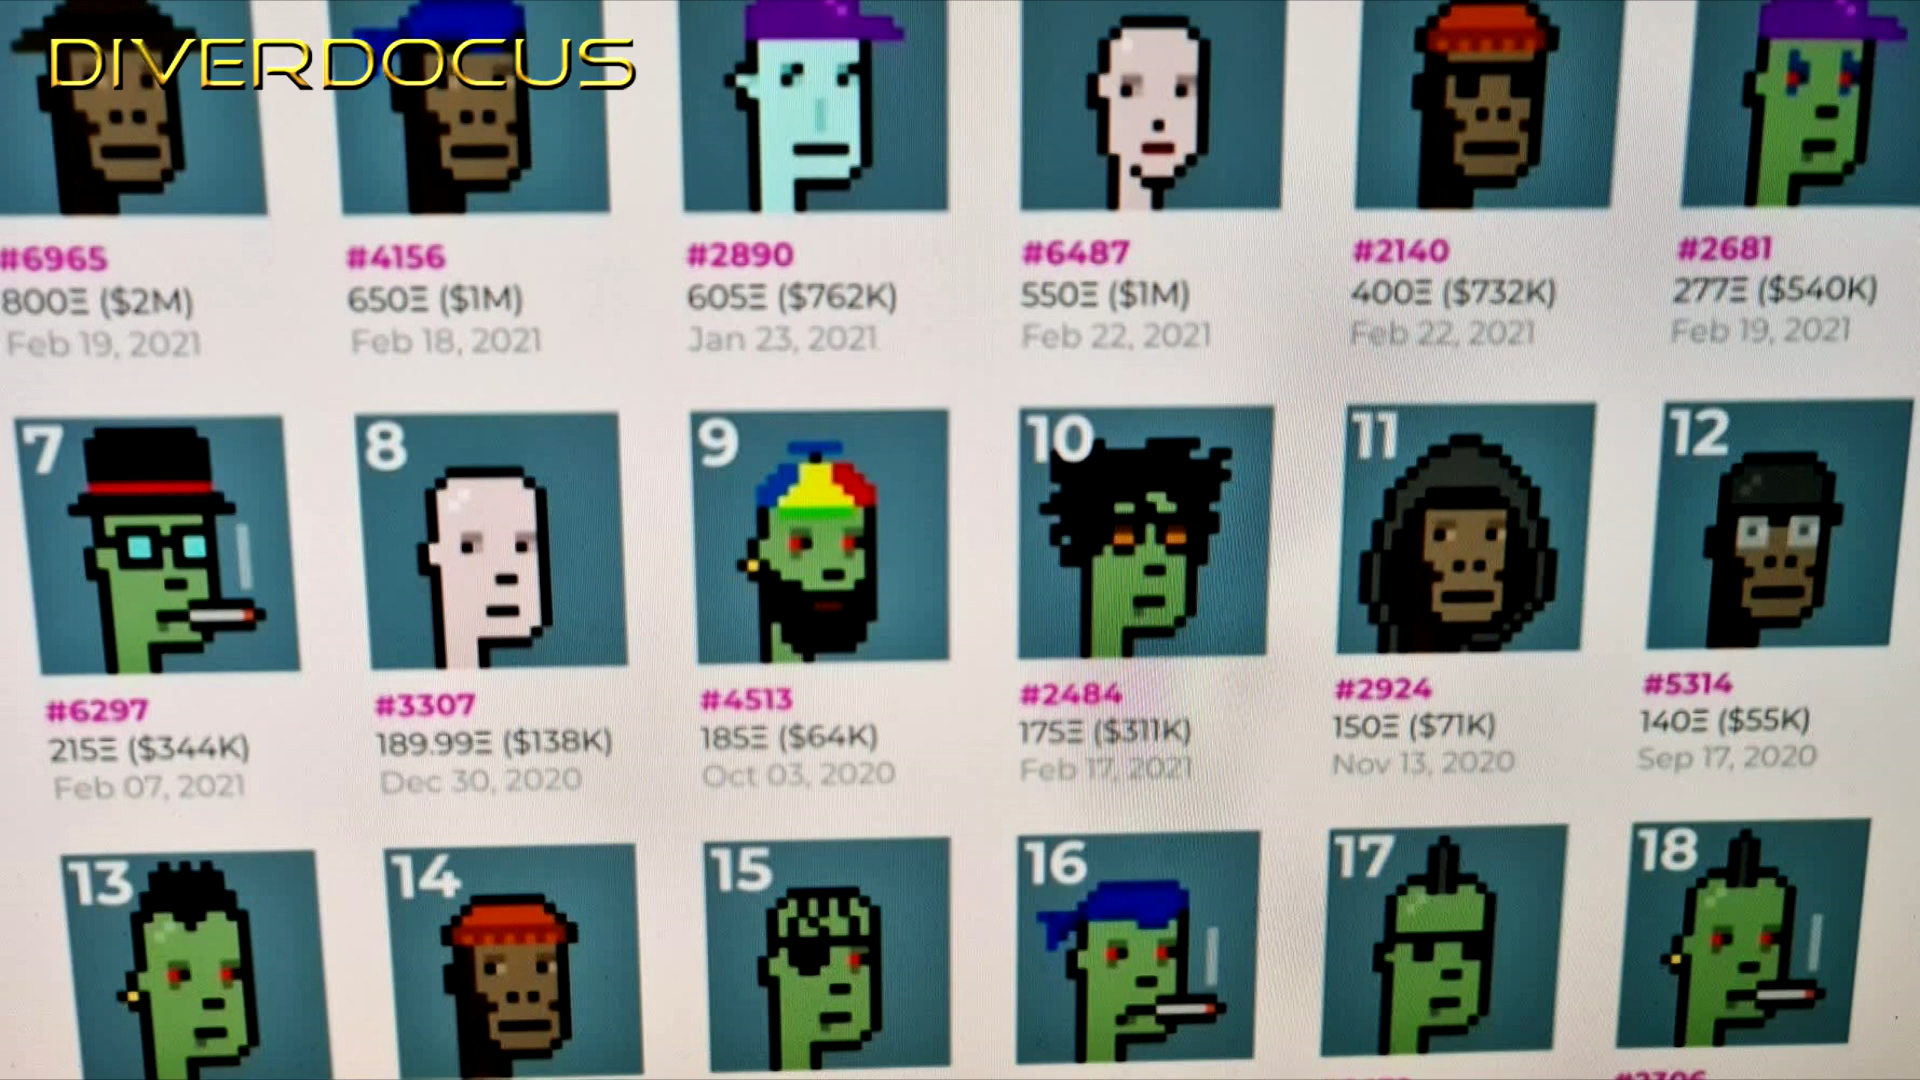 DIVERDOCUS
#6965
800Ξ ($2M)
Feb 19, 2021
#4156
650Ξ ($1M)
Feb 18, 2021
#2890
605Ξ ($762K)
Jan 23, 2021
#6487
550Ξ ($1M)
Feb 22, 2021
#2140
400Ξ ($732K)
Feb 22, 2021
#2681
277Ξ ($540K)
Feb 19, 2021
7
#6297
215Ξ ($344K)
Feb 07, 2021
8
#3307
189.99Ξ ($138K)
Dec 30, 2020
9
#4513
185Ξ ($64K)
Oct 03, 2020
10
#2484
175Ξ ($311K)
Feb 17, 2021
11
#2924
150Ξ ($71K)
Nov 13, 2020
12
#5314
140Ξ ($55K)
Sep 17, 2020
13
14
15
16
17
18